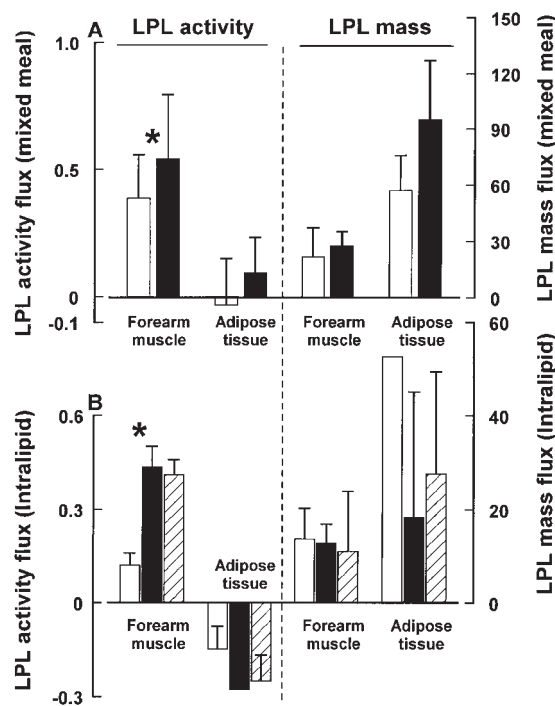 LPL activity
LPL mass
A
LPL activity flux (mixed meal)
1.0
0.5
0
-0.1
*
Forearm muscle
Adipose tissue
Forearm muscle
Adipose tissue
150
120
90
60
30
0
LPL mass flux (mixed meal)
B
LPL activity flux (Intralipid)
0.6
0.3
0
-0.3
*
Forearm muscle
Adipose tissue
Forearm muscle
Adipose tissue
60
40
20
0
LPL mass flux (Intralipid)